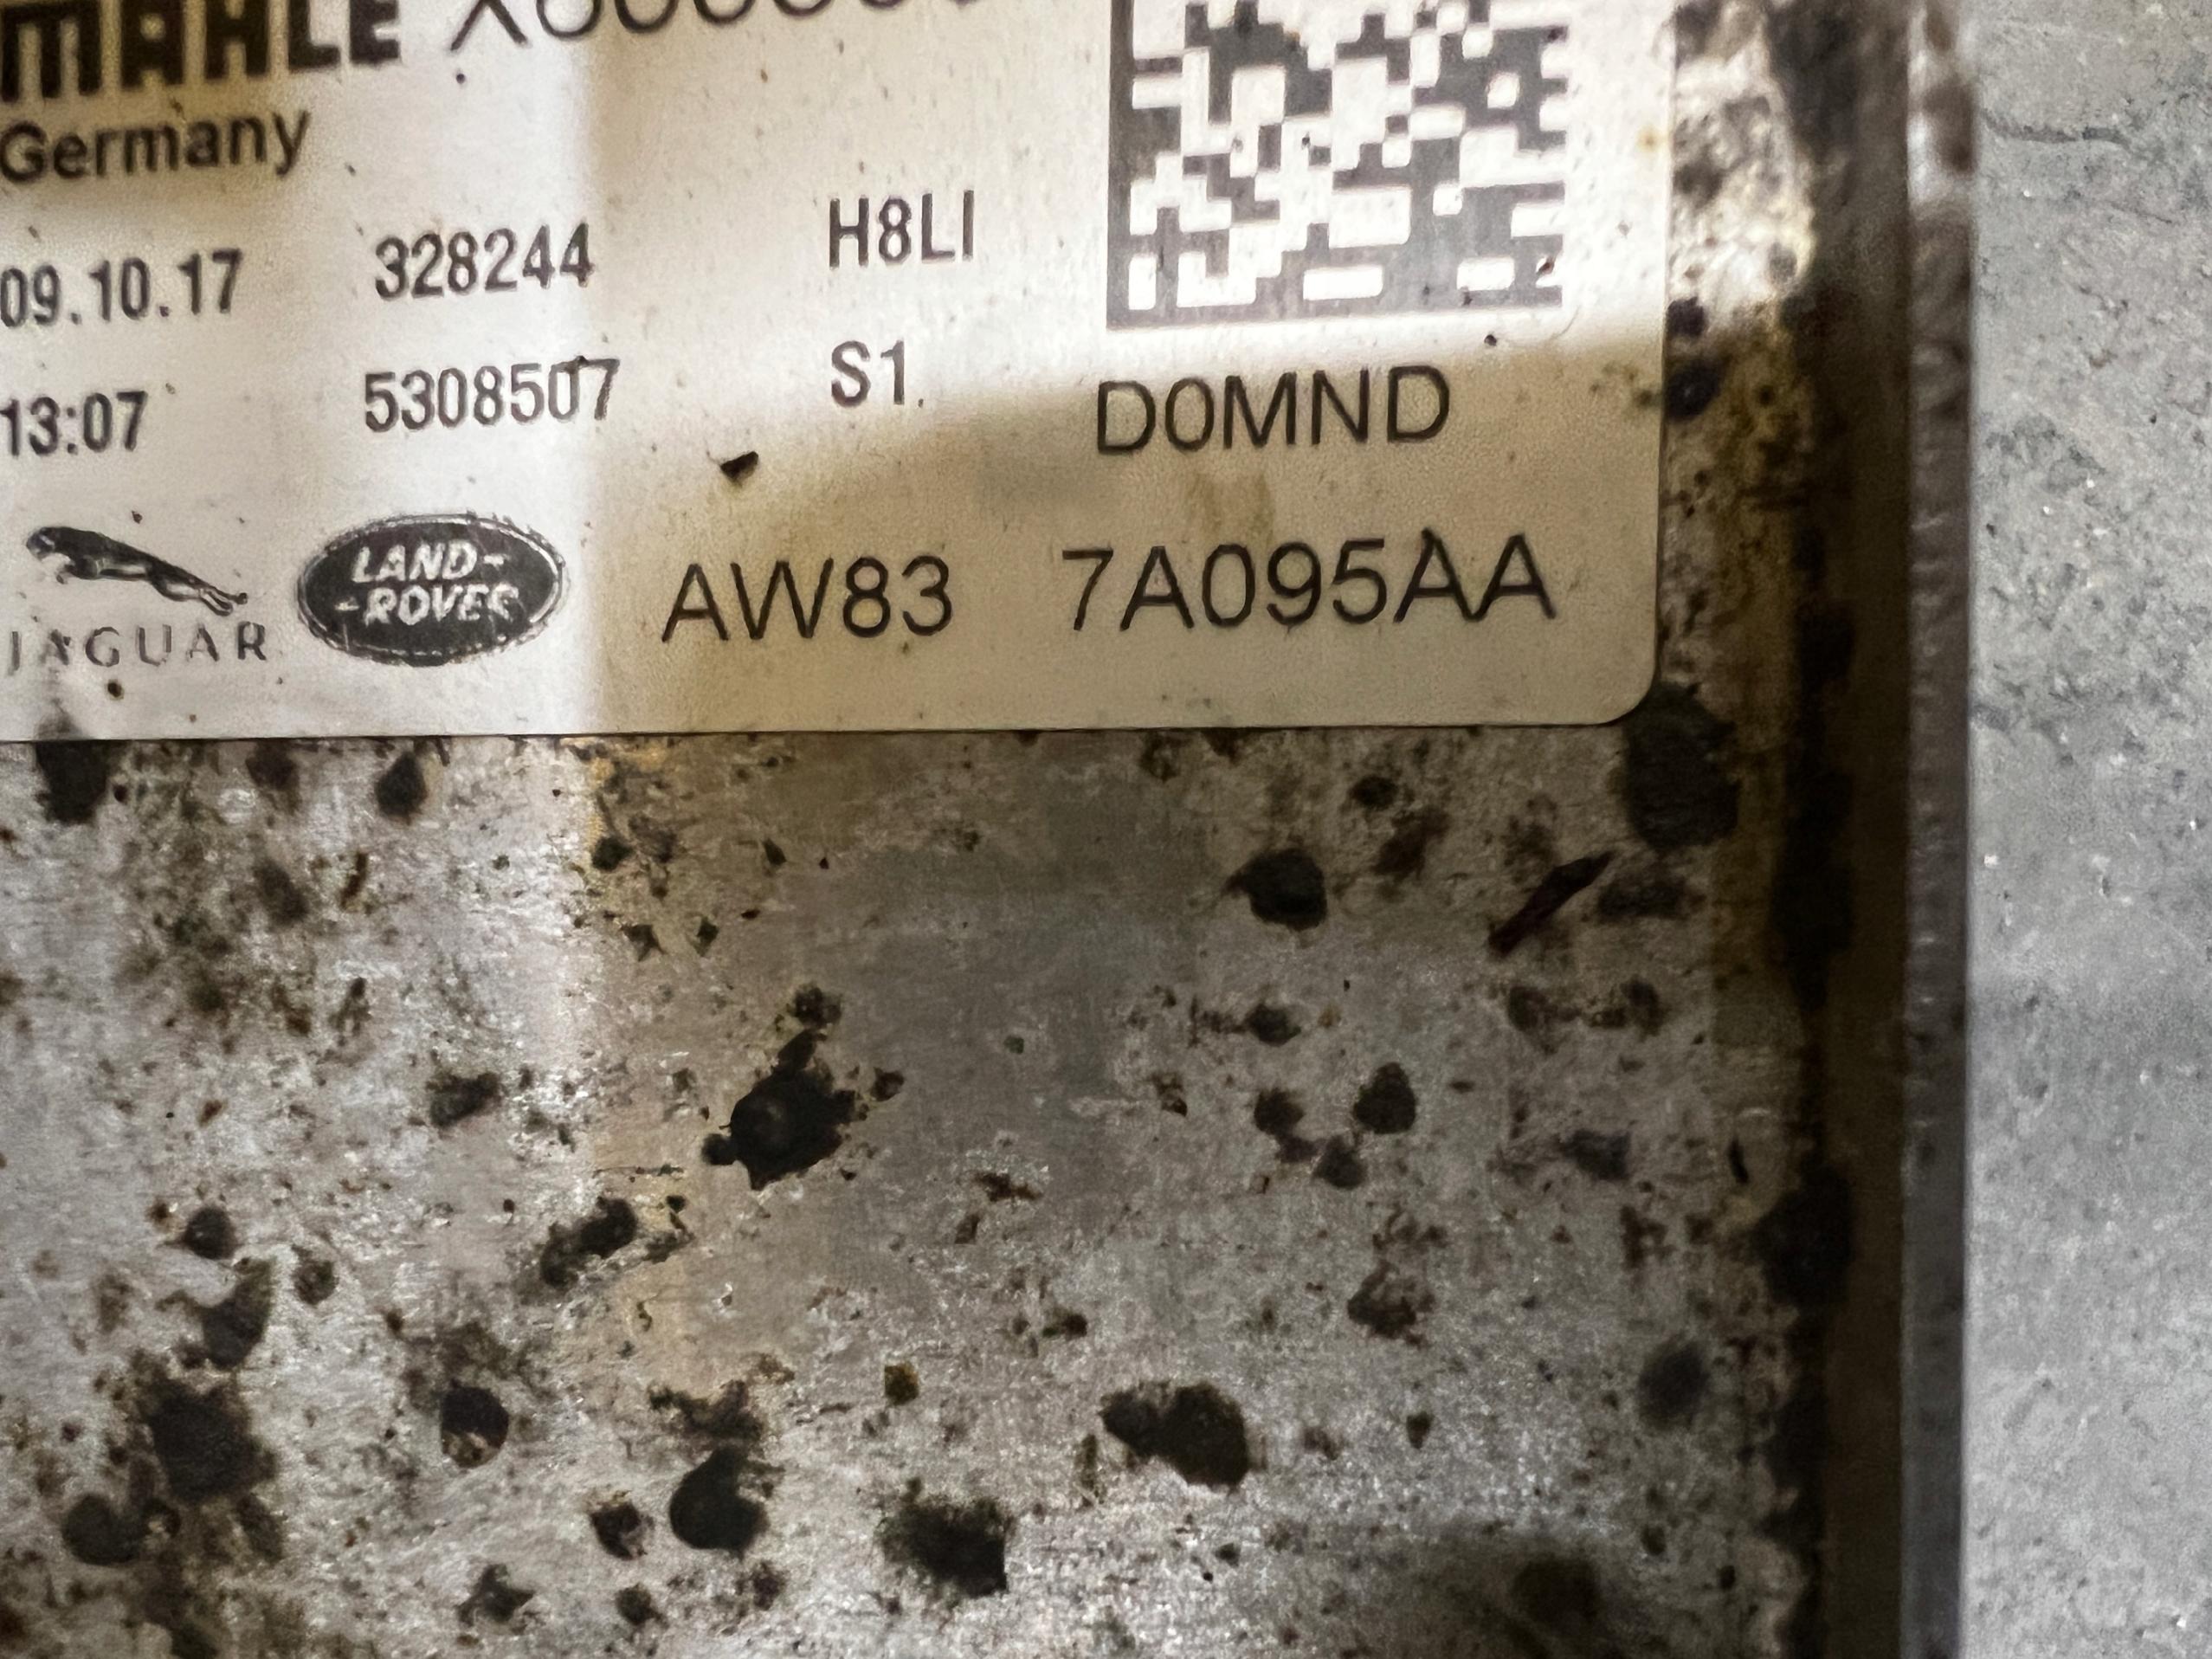 MAHLE
Germany
09.10.17 328244 H8LI
13:07 5308507 S1 D0MND
JAGUAR LAND-
-ROVER AW83 7A095AA